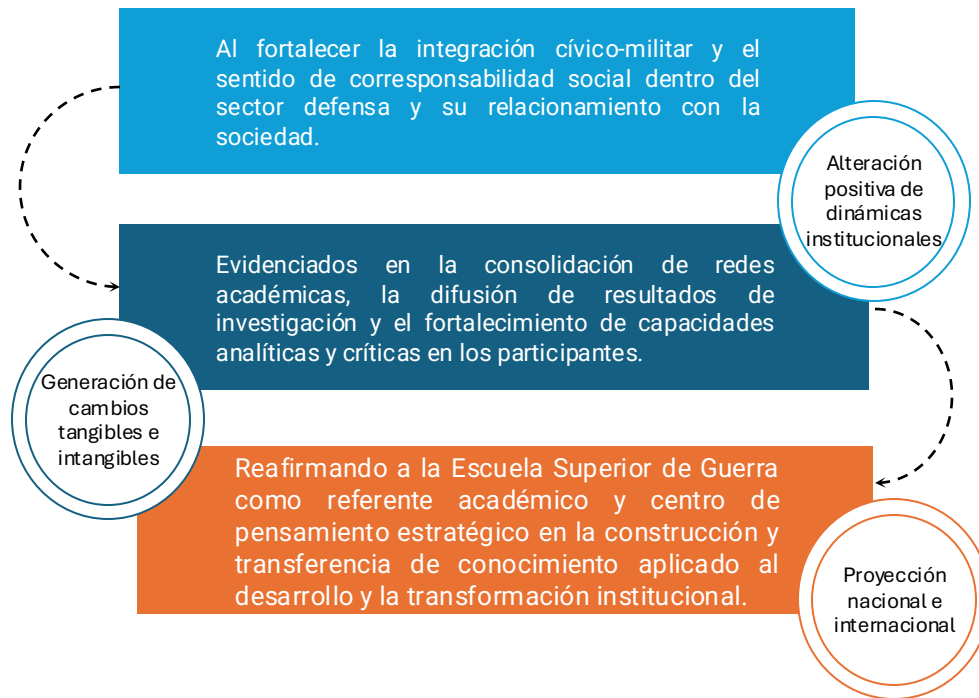 Al fortalecer la integración cívico-militar y el
sentido de corresponsabilidad social dentro del
sector defensa y su relacionamiento con la
sociedad.
Alteración
positiva de
dinámicas
institucionales
Evidenciados en la consolidación de redes
académicas, la difusión de resultados de
investigación y el fortalecimiento de capacidades
analíticas y críticas en los participantes.
Generación de
cambios
tangibles e
intangibles
Reafirmando a la Escuela Superior de Guerra
como referente académico y centro de
pensamiento estratégico en la construcción y
transferencia de conocimiento aplicado al
desarrollo y la transformación institucional.
Proyección
nacional e
internacional